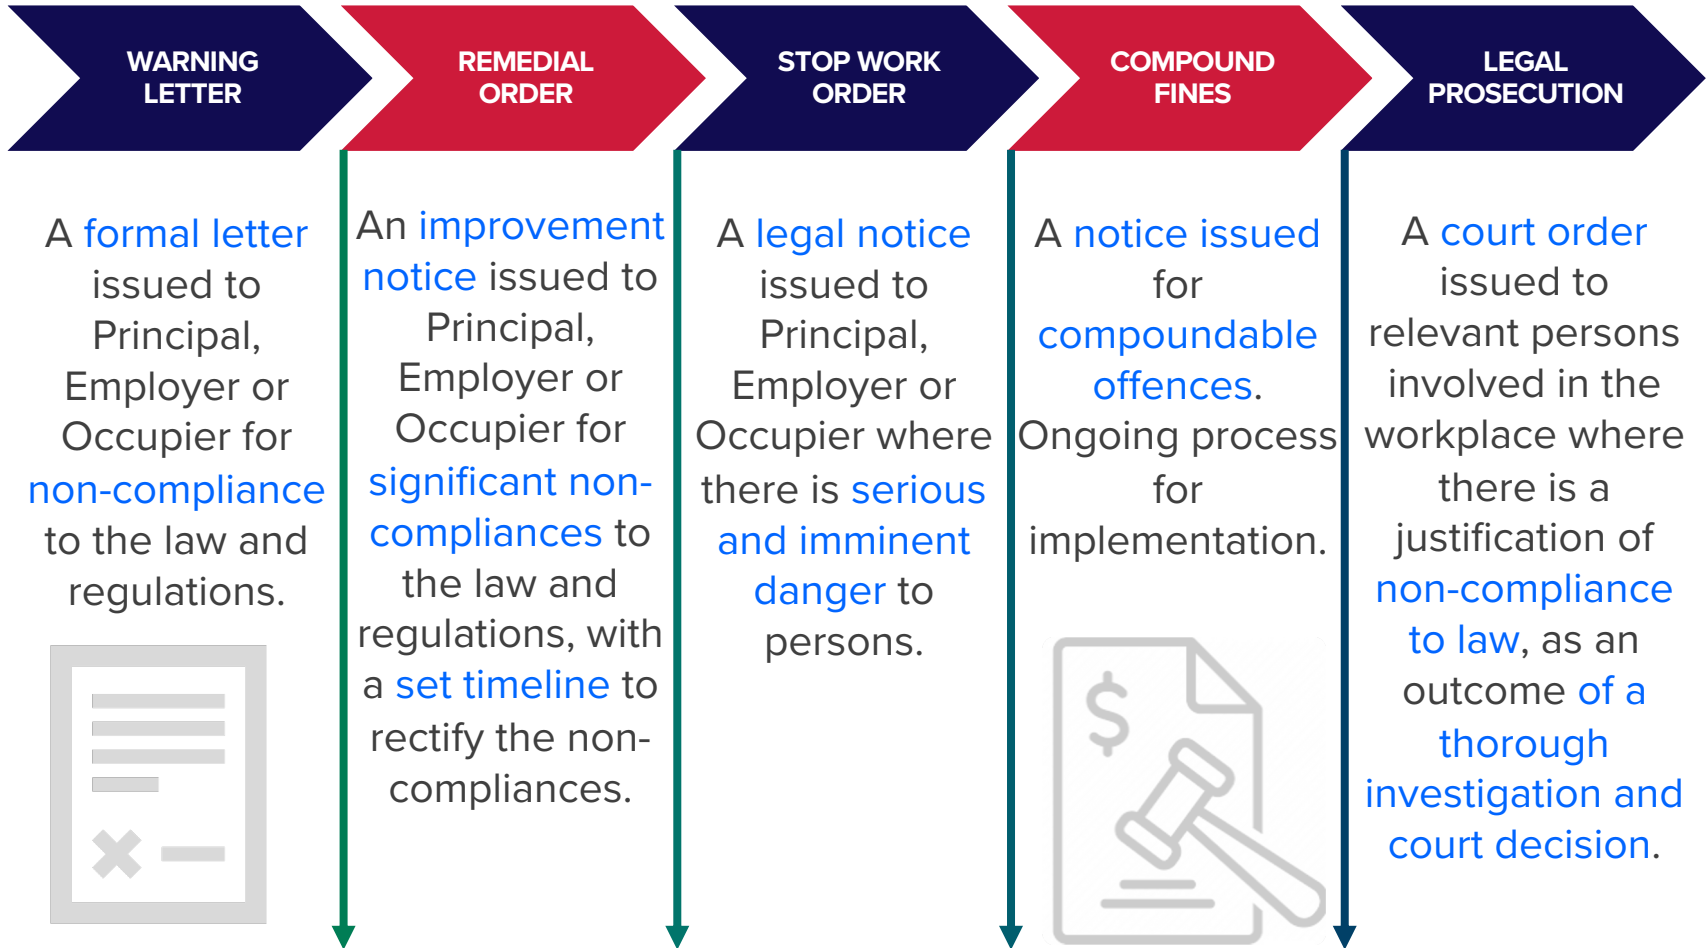 WARNING
LETTER
REMEDIAL
ORDER
STOP WORK
ORDER
COMPOUND
FINES
LEGAL
PROSECUTION
A formal letter
issued to
Principal,
Employer or
Occupier for
non-compliance
to the law and
regulations.
An improvement
notice issued to
Principal,
Employer or
Occupier for
significant non-
compliances to
the law and
regulations, with
a set timeline to
rectify the non-
compliances.
A legal notice
issued to
Principal,
Employer or
Occupier where
there is serious
and imminent
danger to
persons.
A notice issued
for
compoundable
offences.
Ongoing process
for
implementation.
A court order
issued to
relevant persons
involved in the
workplace where
there is a
justification of
non-compliance
to law, as an
outcome of a
thorough
investigation and
court decision.
$